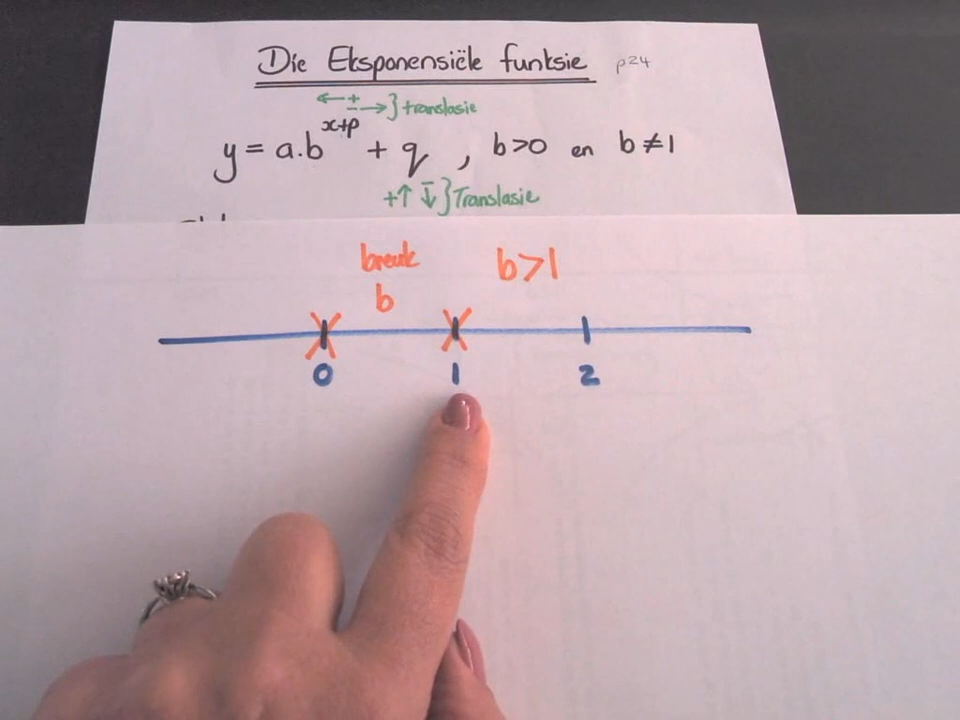 Die Eksponensiële funksie p24
← ± → } translasie
y = a.b^{x+p} + q , b>0 en b≠1
+↑ -↓ } Translasie
breuk
b b>1
0 1 2